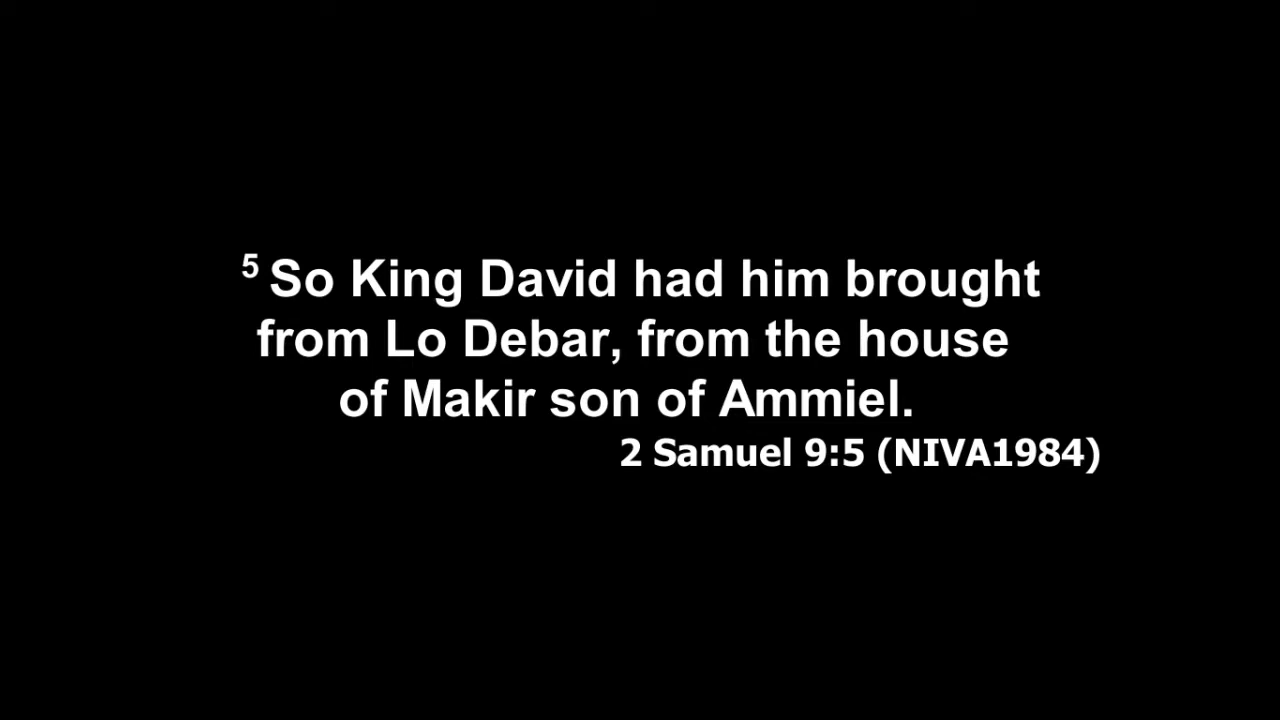 5 So King David had him brought
from Lo Debar, from the house
of Makir son of Ammiel.
2 Samuel 9:5 (NIVA1984)